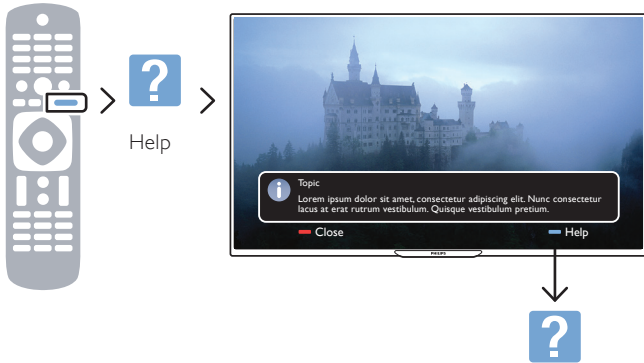 ?
Help
Topic
Lorem ipsum dolor sit amet, consectetur adipiscing elit. Nunc consectetur
lacus at erat rutrum vestibulum. Quisque vestibulum pretium.
Close
Help
PHILIPS
?